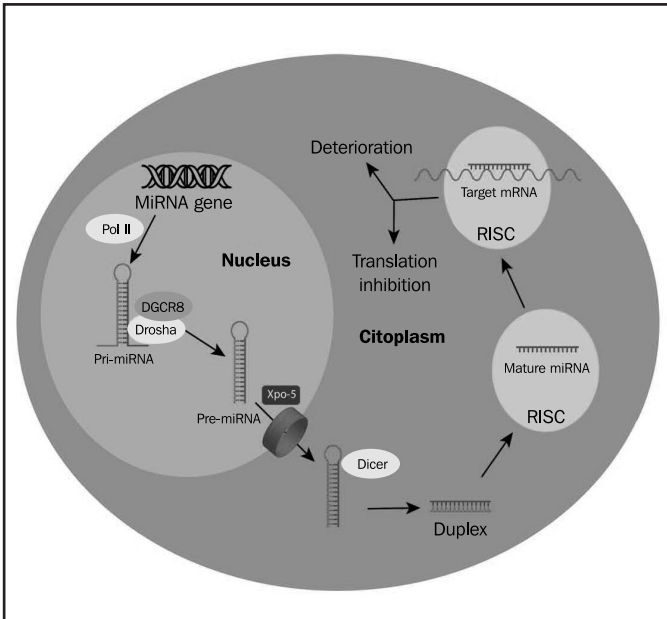 MiRNA gene
Pol II
Nucleus
DGCR8
Drosha
Pri-miRNA
Pre-miRNA
Xpo-5
Dicer
Duplex
Citoplasm
Mature miRNA
RISC
Target mRNA
RISC
Deterioration
Translation
inhibition